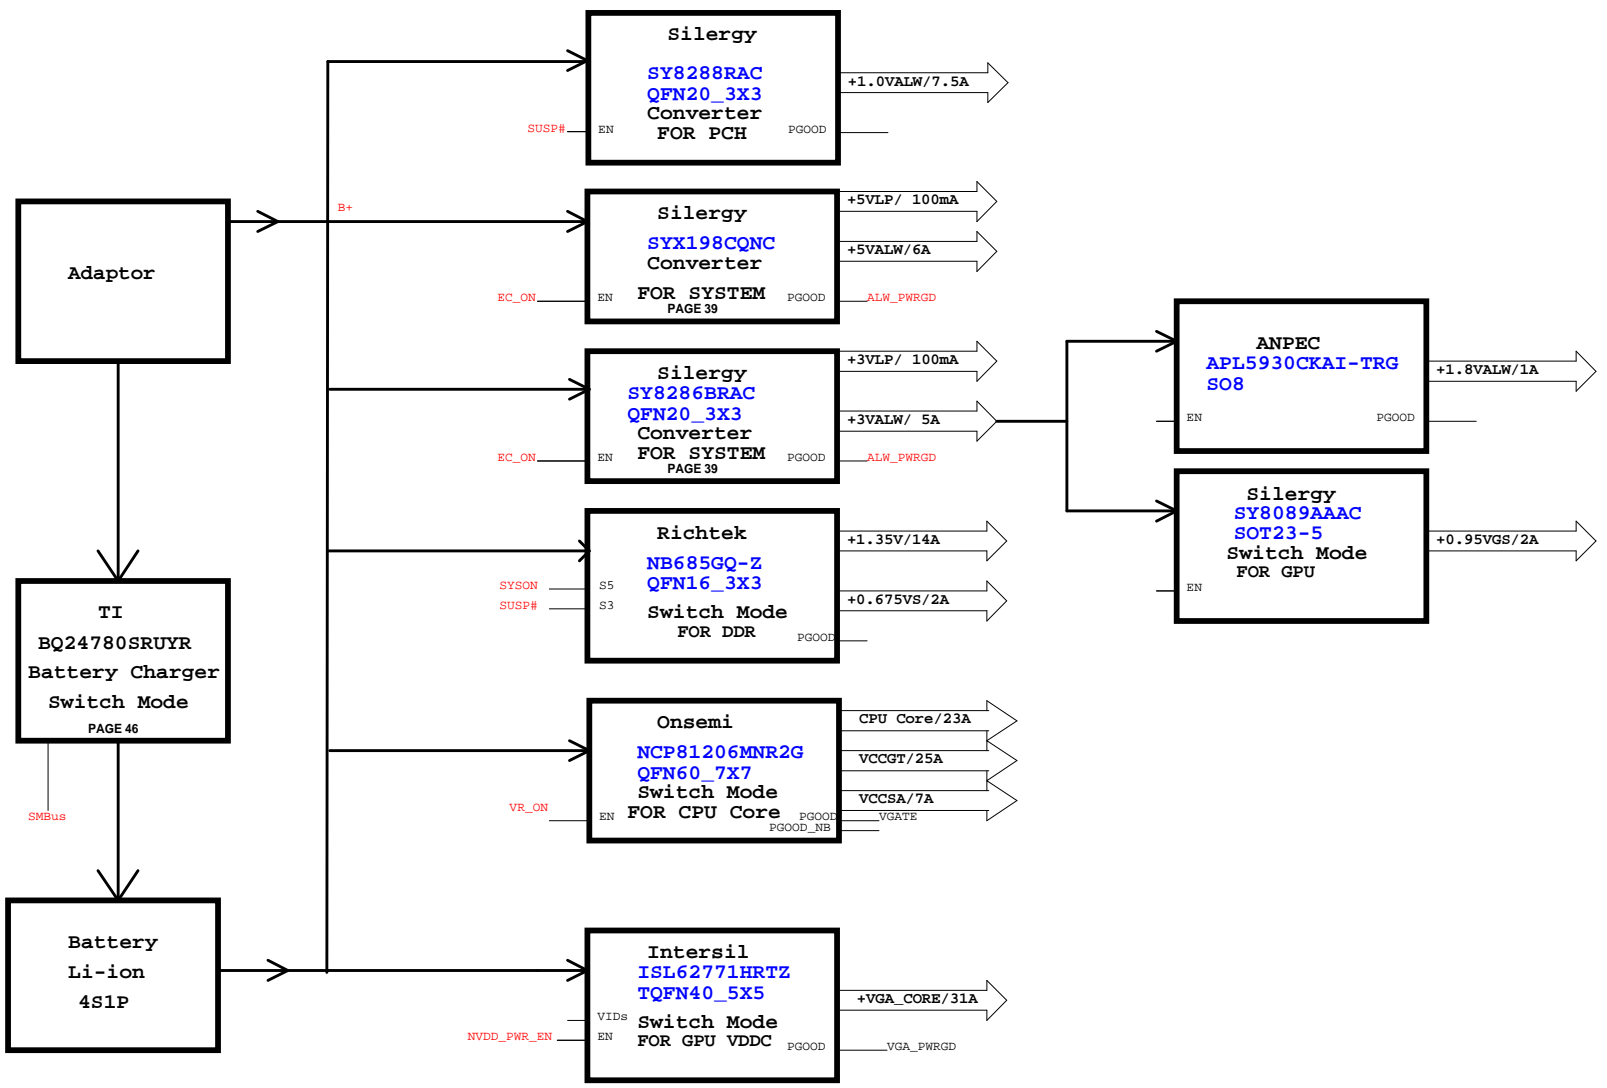 Adaptor
TI
BQ24780SRUYR
Battery Charger
Switch Mode
PAGE 46
SMBus
Battery
Li-ion
4S1P
B+
Silergy
SY8288RAC
QFN20_3X3
Converter
FOR PCH
SUSP#
EN
PGOOD
+1.0VALW/7.5A
Silergy
SYX198CQNC
Converter
FOR SYSTEM
PAGE 39
EC_ON
EN
PGOOD
ALW_PWRGD
+5VLP/ 100mA
+5VALW/6A
Silergy
SY8286BRAC
QFN20_3X3
Converter
FOR SYSTEM
PAGE 39
EC_ON
EN
PGOOD
ALW_PWRGD
+3VLP/ 100mA
+3VALW/ 5A
Richtek
NB685GQ-Z
QFN16_3X3
Switch Mode
FOR DDR
SYSON
S5
SUSP#
S3
PGOOD
+1.35V/14A
+0.675VS/2A
Onsemi
NCP81206MNR2G
QFN60_7X7
Switch Mode
FOR CPU Core
VR_ON
EN
PGOOD
VGATE
PGOOD_NB
CPU Core/23A
VCCGT/25A
VCCSA/7A
Intersil
ISL62771HRTZ
TQFN40_5X5
Switch Mode
FOR GPU VDDC
VIDs
NVDD_PWR_EN
EN
PGOOD
VGA_PWRGD
+VGA_CORE/31A
ANPEC
APL5930CKAI-TRG
SO8
EN
PGOOD
+1.8VALW/1A
Silergy
SY8089AAAC
SOT23-5
Switch Mode
FOR GPU
EN
+0.95VGS/2A